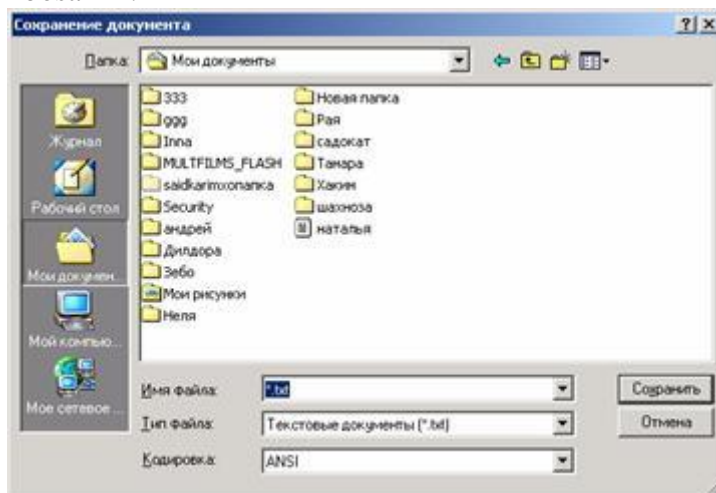 Сохранение документа
Папка: Мои документы
Журнал
Рабочий стол
Мои докумен...
Мой компью...
Мое сетевое ...
333
ggg
Inna
MULTFILMS_FLASH
saidkarimxonпапка
Security
андрей
Дилдора
Зебо
Мои рисунки
Неля
Новая папка
Рая
садокат
Тамара
Хаким
шахноза
наталья
Имя файла: *.txt
Сохранить
Тип файла: Текстовые документы (*.txt)
Отмена
Кодировка: ANSI